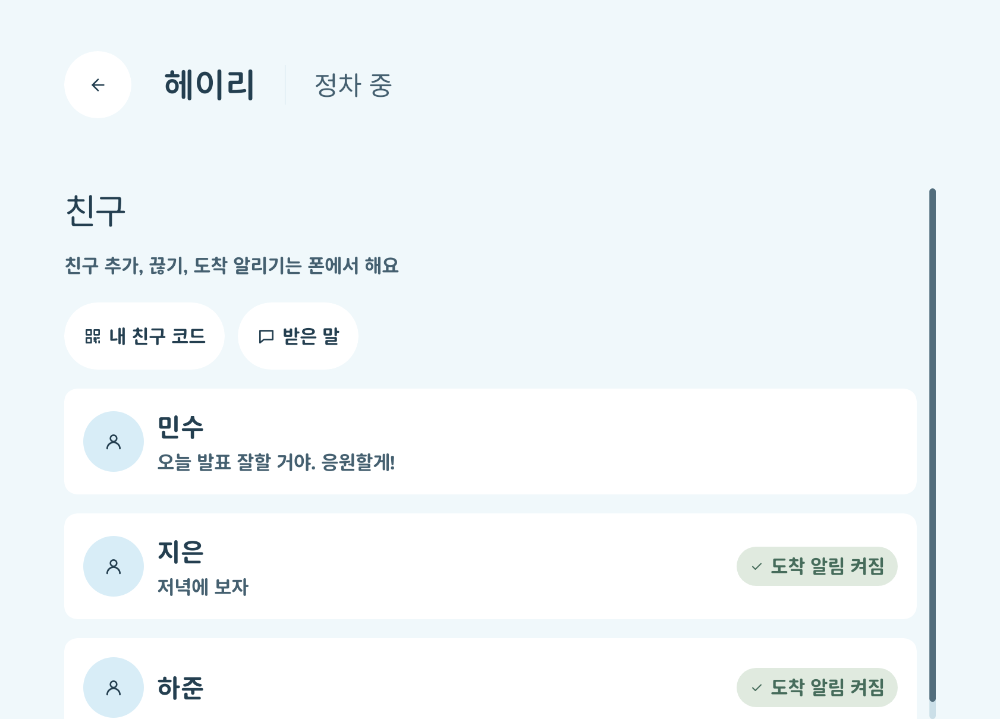 헤이리
정차 중
친구
친구 추가, 끊기, 도착 알리기는 폰에서 해요
내 친구 코드
받은 말
민수
오늘 발표 잘할 거야. 응원할게!
지은
저녁에 보자
도착 알림 켜짐
하준
도착 알림 켜짐